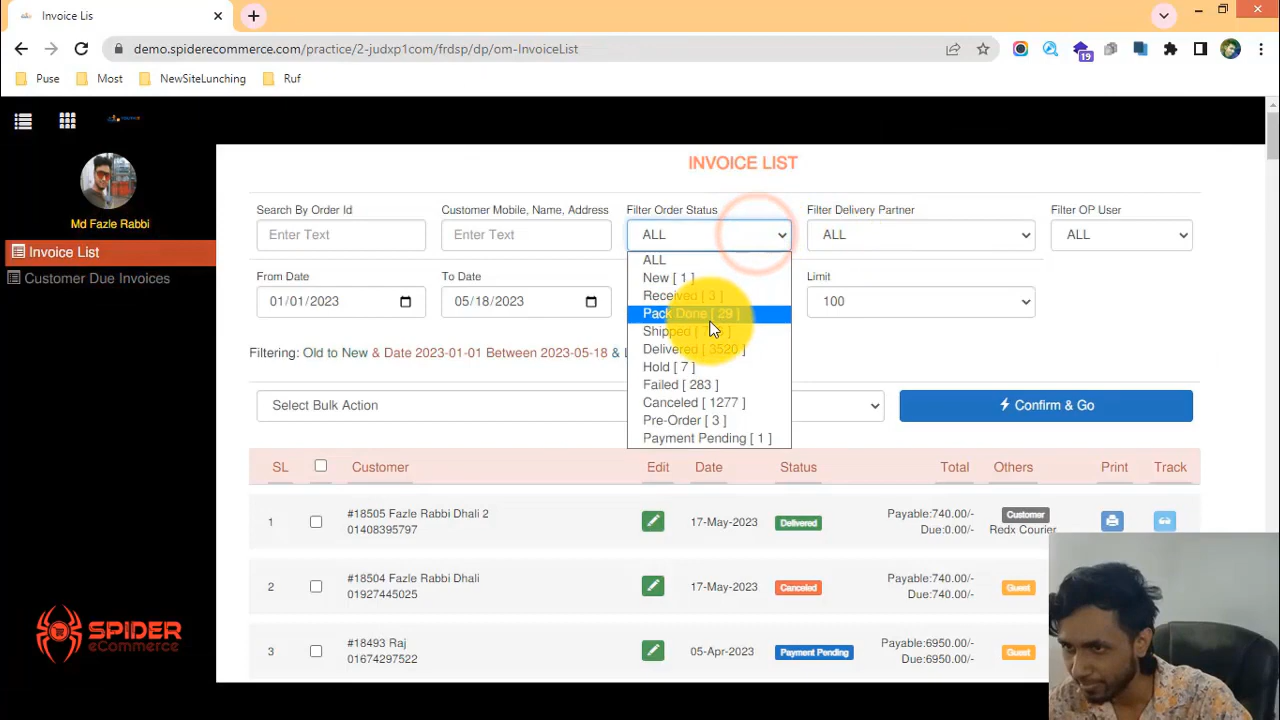 Invoice Lis
demo.spiderecommerce.com/practice/2-judxp1com/frdsp/dp/om-InvoiceList
19
Puse Most NewSiteLunching Ruf
Md Fazle Rabbi
Invoice List
Customer Due Invoices
SPIDER
eCommerce
INVOICE LIST
Search By Order Id Customer Mobile, Name, Address Filter Order Status Filter Delivery Partner Filter OP User
Enter Text Enter Text ALL ALL ALL
From Date To Date Limit
01/01/2023 05/18/2023 100
ALL
New [ 1 ]
Received [ 3 ]
Pack Done [ 29 ]
Shipped
Delivered [ 3520 ]
Hold [ 7 ]
Failed [ 283 ]
Canceled [ 1277 ]
Pre-Order [ 3 ]
Payment Pending [ 1 ]
Filtering: Old to New & Date 2023-01-01 Between 2023-05-18 &
Select Bulk Action Confirm & Go
SL Customer Edit Date Status Total Others Print Track
1 #18505 Fazle Rabbi Dhali 2 17-May-2023 Delivered Payable:740.00/- Customer
01408395797 Due:0.00/- Redx Courier
2 #18504 Fazle Rabbi Dhali 17-May-2023 Canceled Payable:740.00/- Guest
01927445025 Due:740.00/-
3 #18493 Raj 05-Apr-2023 Payment Pending Payable:6950.00/- Guest
01674297522 Due:6950.00/-